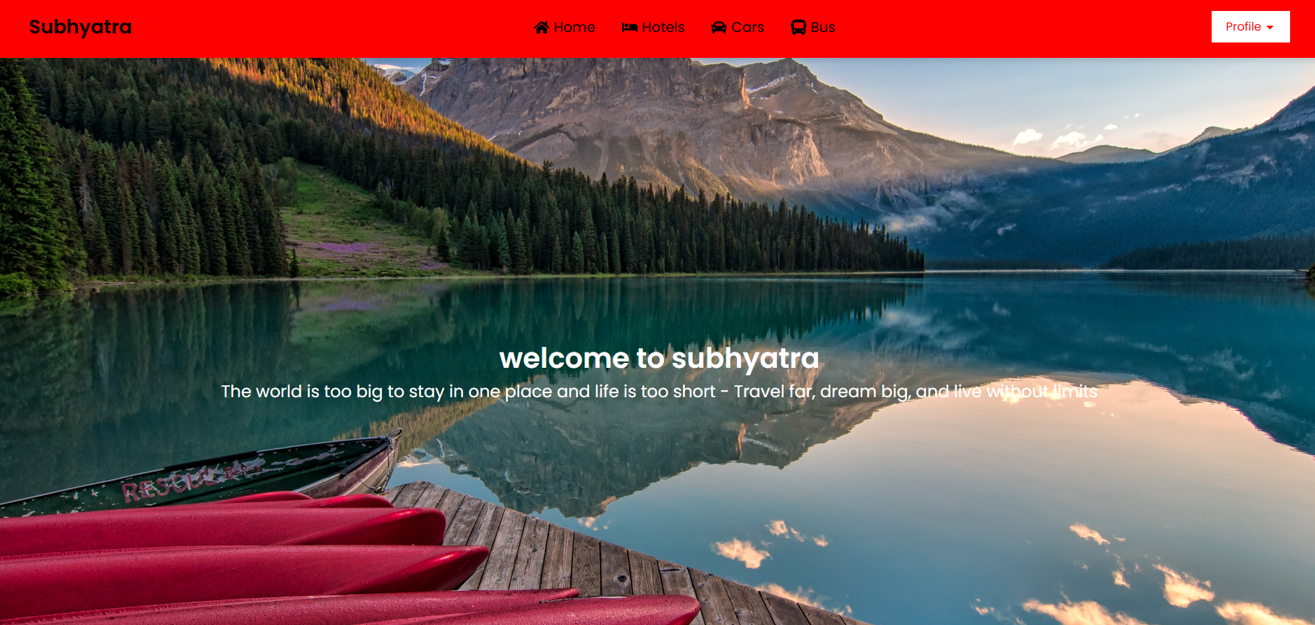 Subhyatra
Home
Hotels
Cars
Bus
Profile
welcome to subhyatra
The world is too big to stay in one place and life is too short - Travel far, dream big, and live without limits